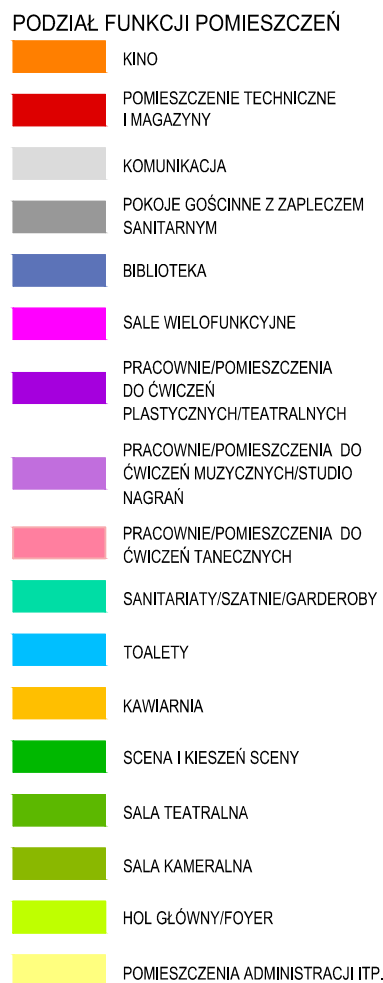 PODZIAŁ FUNKCJI POMIESZCZEŃ
KINO
POMIESZCZENIE TECHNICZNE
I MAGAZYNY
KOMUNIKACJA
POKOJE GOŚCINNE Z ZAPLECZEM
SANITARNYM
BIBLIOTEKA
SALE WIELOFUNKCYJNE
PRACOWNIE/POMIESZCZENIA
DO ĆWICZEŃ
PLASTYCZNYCH/TEATRALNYCH
PRACOWNIE/POMIESZCZENIA DO
ĆWICZEŃ MUZYCZNYCH/STUDIO
NAGRAŃ
PRACOWNIE/POMIESZCZENIA DO
ĆWICZEŃ TANECZNYCH
SANITARIATY/SZATNIE/GARDEROBY
TOALETY
KAWIARNIA
SCENA I KIESZEŃ SCENY
SALA TEATRALNA
SALA KAMERALNA
HOL GŁÓWNY/FOYER
POMIESZCZENIA ADMINISTRACJI ITP.